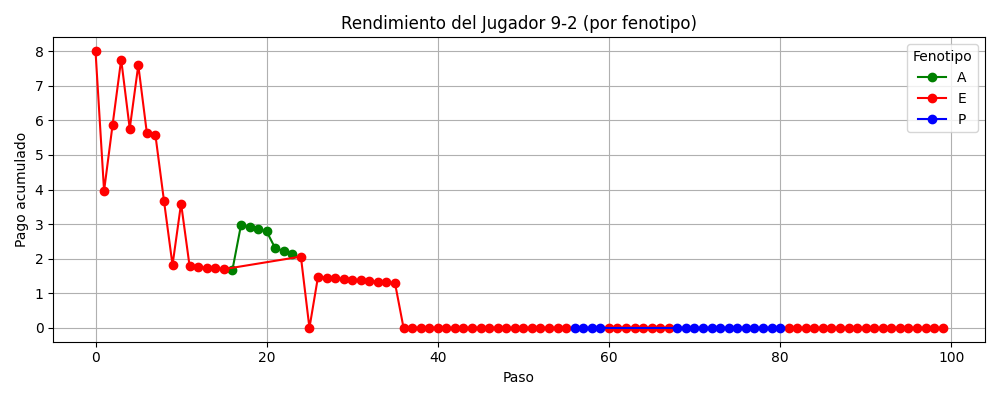 Rendimiento del Jugador 9-2 (por fenotipo)
Pago acumulado
8
7
6
5
4
3
2
1
0
Fenotipo
A
E
P
0 20 40 60 80 100
Paso